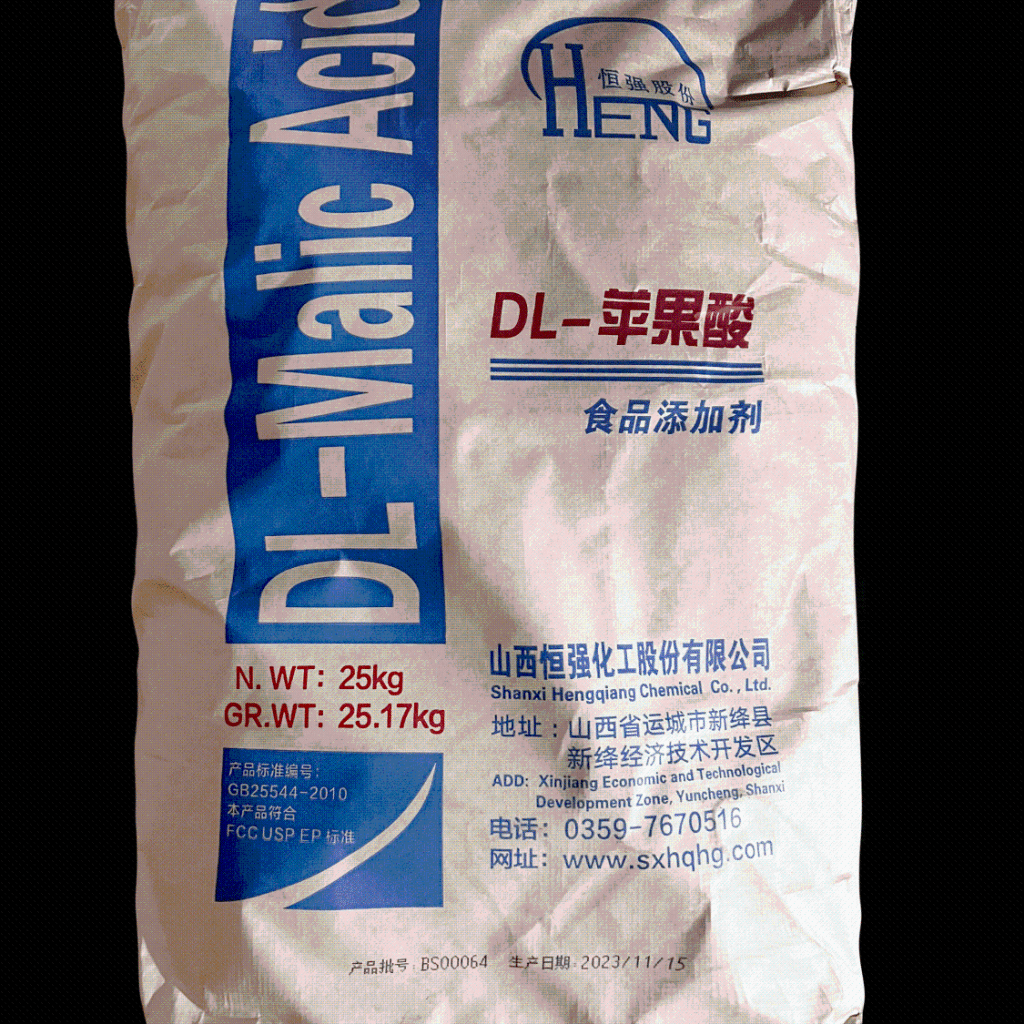 DL-Malic Acid
恒强股份
HENG
DL-苹果酸
食品添加剂
N. WT: 25kg
GR.WT: 25.17kg
产品标准编号:
GB25544-2010
本产品符合
FCC USP EP 标准
山西恒强化工股份有限公司
Shanxi Hengqiang Chemical Co., Ltd.
地址:山西省运城市新绛县
新绛经济技术开发区
ADD: Xinjiang Economic and Technological
Development Zone, Yuncheng, Shanxi
电话: 0359-7670516
网址: www.sxhqhg.com
产品批号: BS00064 生产日期: 2023/11/15